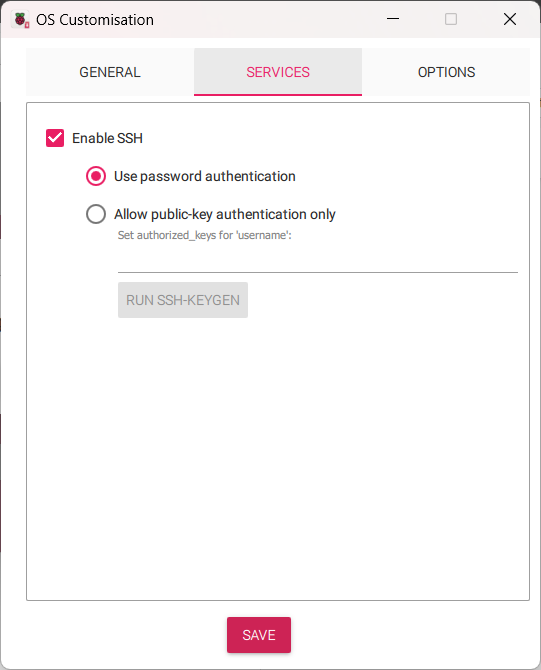 OS Customisation
GENERAL
SERVICES
OPTIONS
Enable SSH
Use password authentication
Allow public-key authentication only
Set authorized_keys for 'username':
RUN SSH-KEYGEN
SAVE